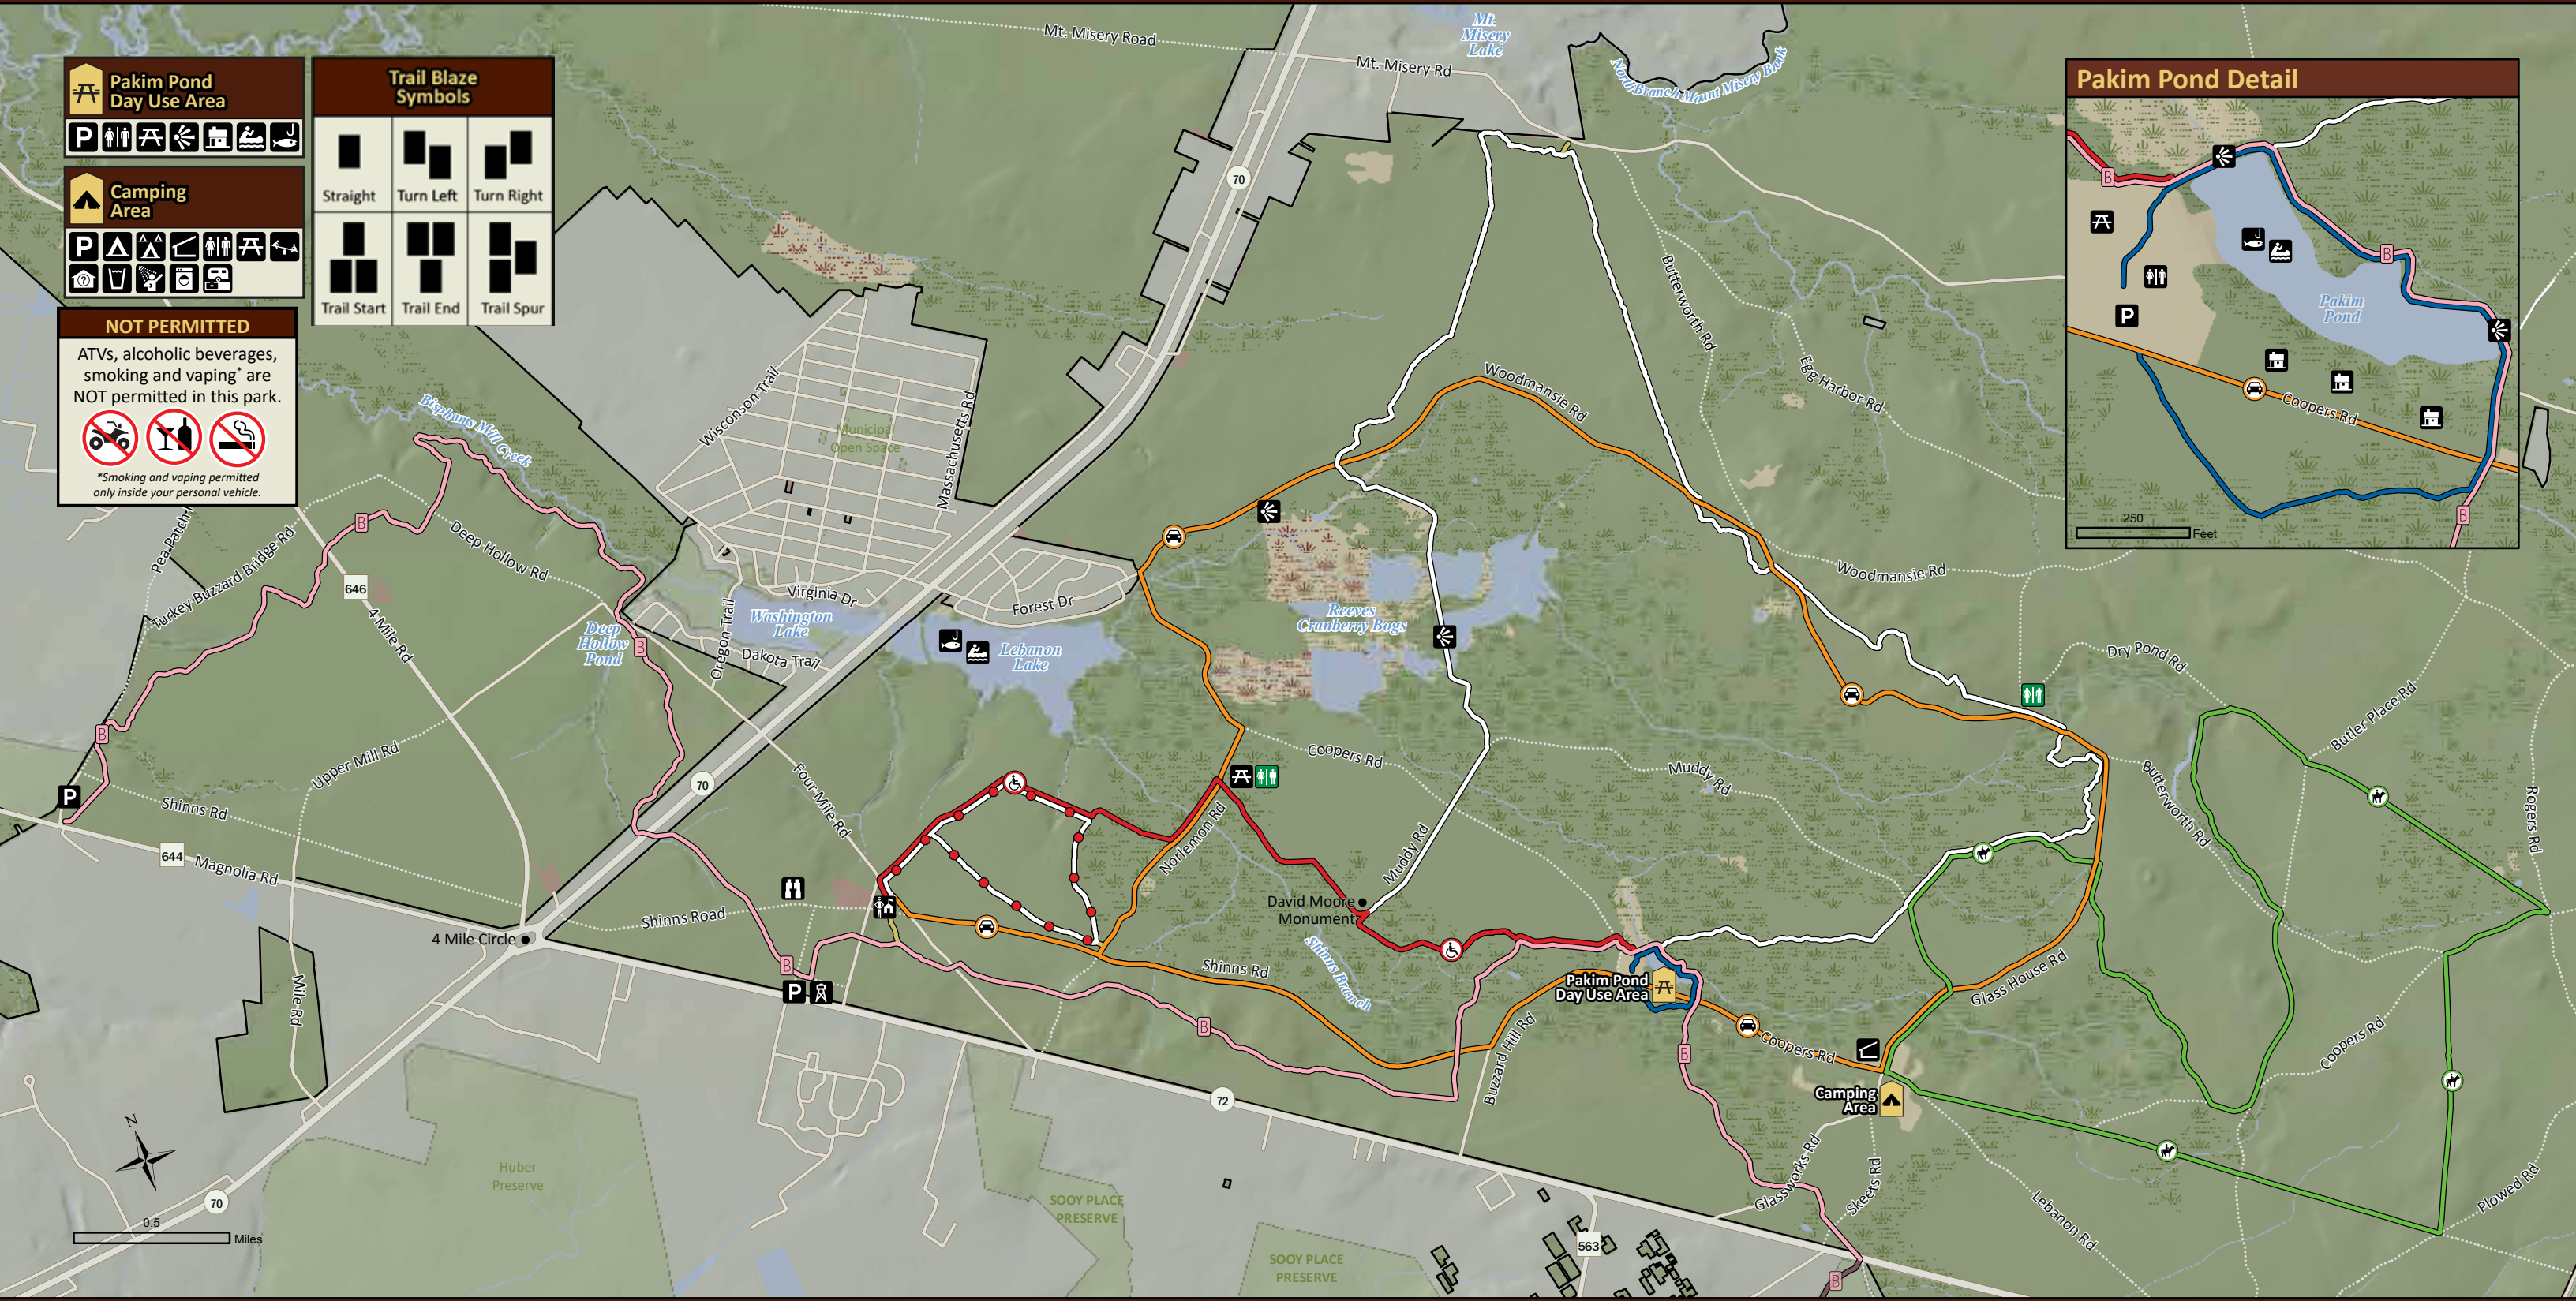 Pakim Pond
Day Use Area
P
Camping
Area
P
Trail Blaze
Symbols
Straight
Turn Left
Turn Right
Trail Start
Trail End
Trail Spur
NOT PERMITTED
ATVs, alcoholic beverages,
smoking and vaping* are
NOT permitted in this park.
*Smoking and vaping permitted
only inside your personal vehicle.
Mt. Misery Road
Mt. Misery Rd
Mt.
Misery
Lake
North Branch Mount Misery Brook
70
Pakim Pond Detail
B
B
Pakim
Pond
P
Coopers Rd
B
250
Feet
Butterworth Rd
Egg Harbor Rd
Woodmansie Rd
Woodmansie Rd
Wisconson Trail
Massachusetts Rd
Municipal
Open Space
Bisphams Mill Creek
B
Deep Hollow Rd
Turkey Buzzard Bridge Rd
646
4 Mile Rd
Deep
Hollow
Pond
B
Oregon Trail
Virginia Dr
Washington
Lake
Dakota Trail
Forest Dr
Lebanon
Lake
Reeves
Cranberry Bogs
Dry Pond Rd
Butler Place Rd
Rogers Rd
B
P
Upper Mill Rd
Shinns Rd
644
Magnolia Rd
70
Four Mile Rd
Coopers Rd
Muddy Rd
Muddy Rd
Norlemon Rd
Butterworth Rd
Shinns Road
4 Mile Circle
Mile Rd
B
P
David Moore
Monument
Shinns Rd
Shinns Branch
B
Pakim Pond
Day Use Area
Buzzard Hill Rd
B
Coopers Rd
Glass House Rd
Camping
Area
Coopers Rd
72
Glassworks Rd
Skeets Rd
Lebanon Rd
Plowed Rd
N
70
0.5
Miles
Huber
Preserve
SOOY PLACE
PRESERVE
SOOY PLACE
PRESERVE
563
B